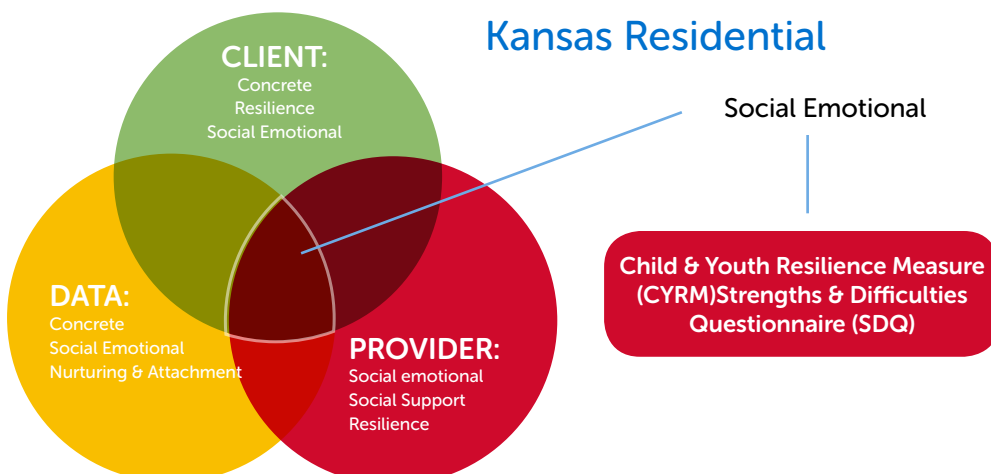 Kansas Residential
CLIENT:
Concrete
Resilience
Social Emotional
Social Emotional
DATA:
Concrete
Social Emotional
Nurturing & Attachment
PROVIDER:
Social emotional
Social Support
Resilience
Child & Youth Resilience Measure
(CYRM)Strengths & Difficulties
Questionnaire (SDQ)